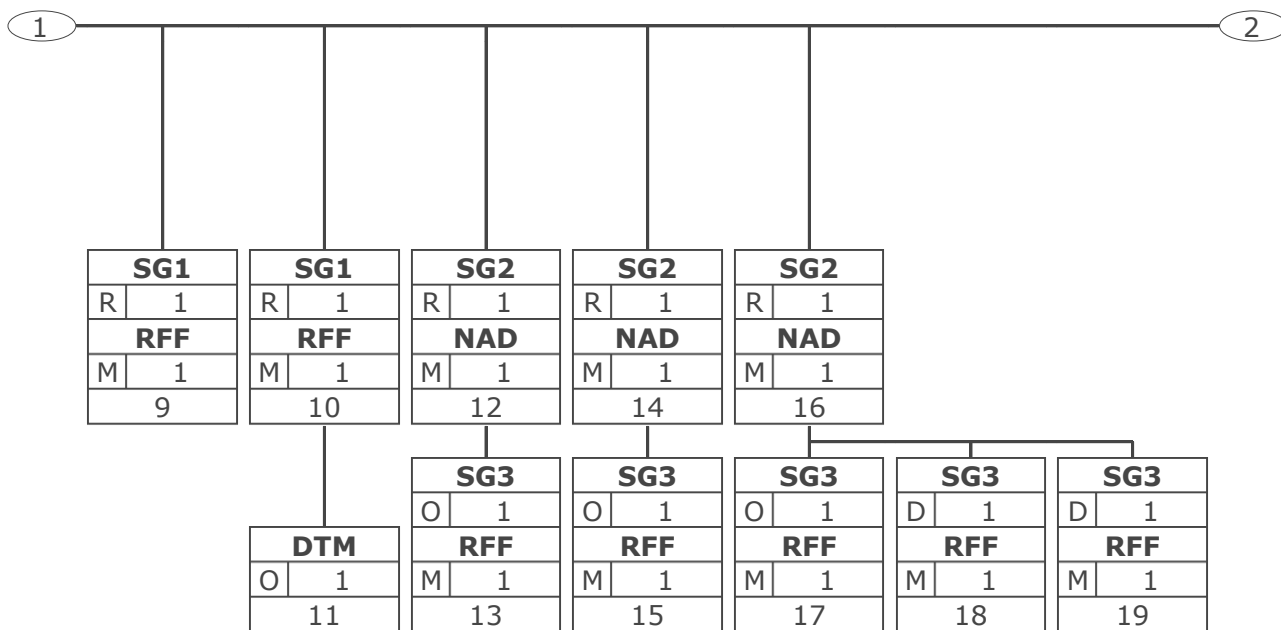 1
2
SG1 SG1 SG2 SG2 SG2
R 1 R 1 R 1 R 1 R 1
RFF RFF NAD NAD NAD
M 1 M 1 M 1 M 1 M 1
9 10 12 14 16
SG3 SG3 SG3 SG3 SG3
O 1 O 1 O 1 D 1 D 1
DTM RFF RFF RFF RFF RFF
O 1 M 1 M 1 M 1 M 1 M 1
11 13 15 17 18 19